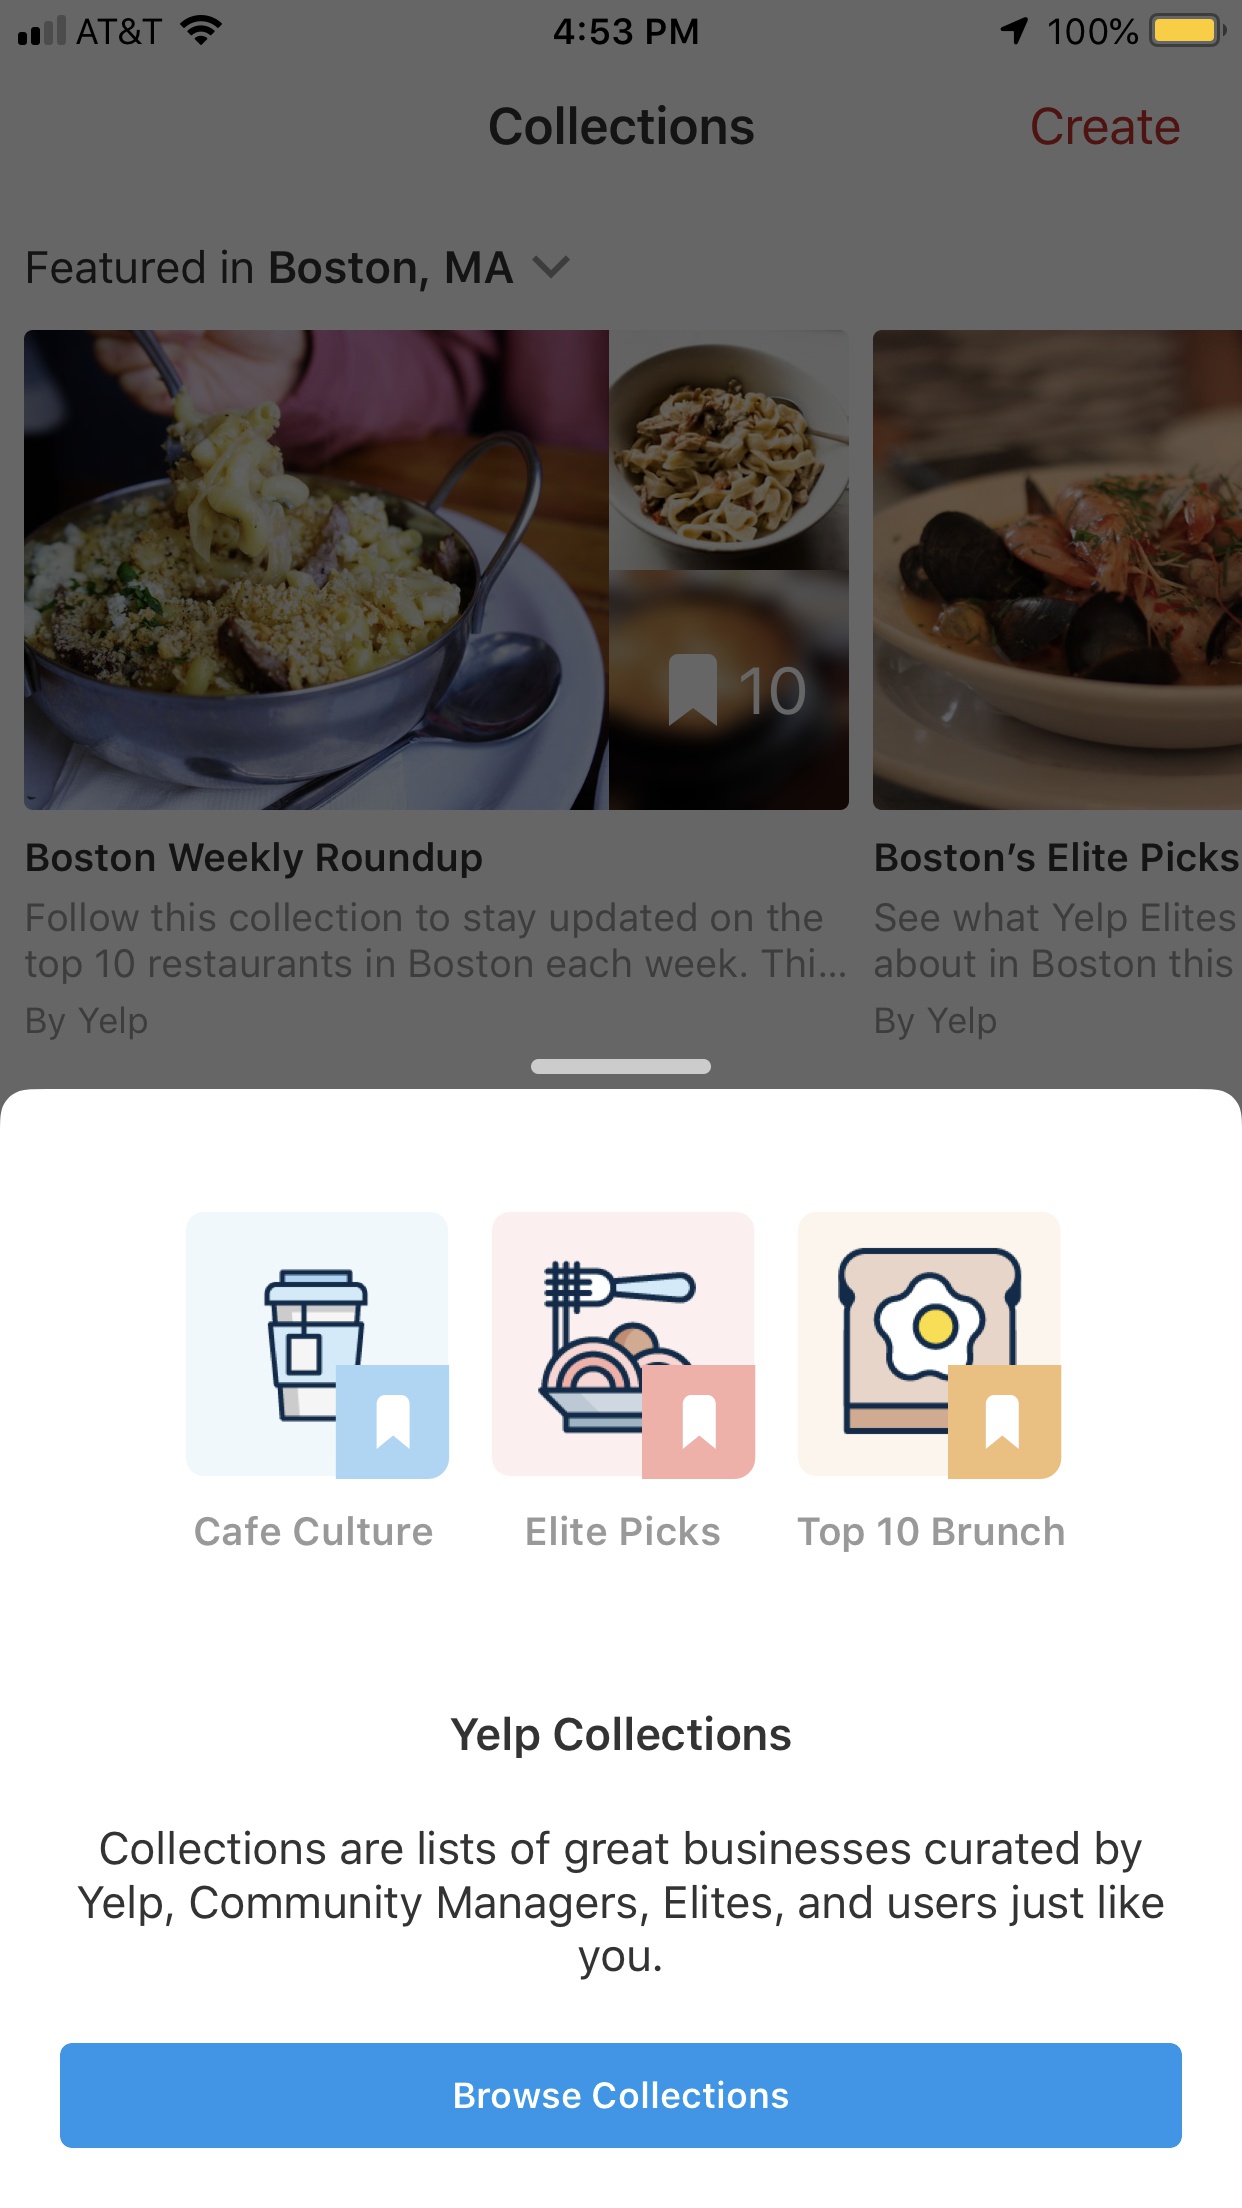 AT&T
4:53 PM
100%
Collections
Create
Featured in Boston, MA
10
Boston Weekly Roundup
Follow this collection to stay updated on the
top 10 restaurants in Boston each week. Thi...
By Yelp
Boston’s Elite Picks
See what Yelp Elites
about in Boston this
By Yelp
Cafe Culture
Elite Picks
Top 10 Brunch
Yelp Collections
Collections are lists of great businesses curated by
Yelp, Community Managers, Elites, and users just like
you.
Browse Collections